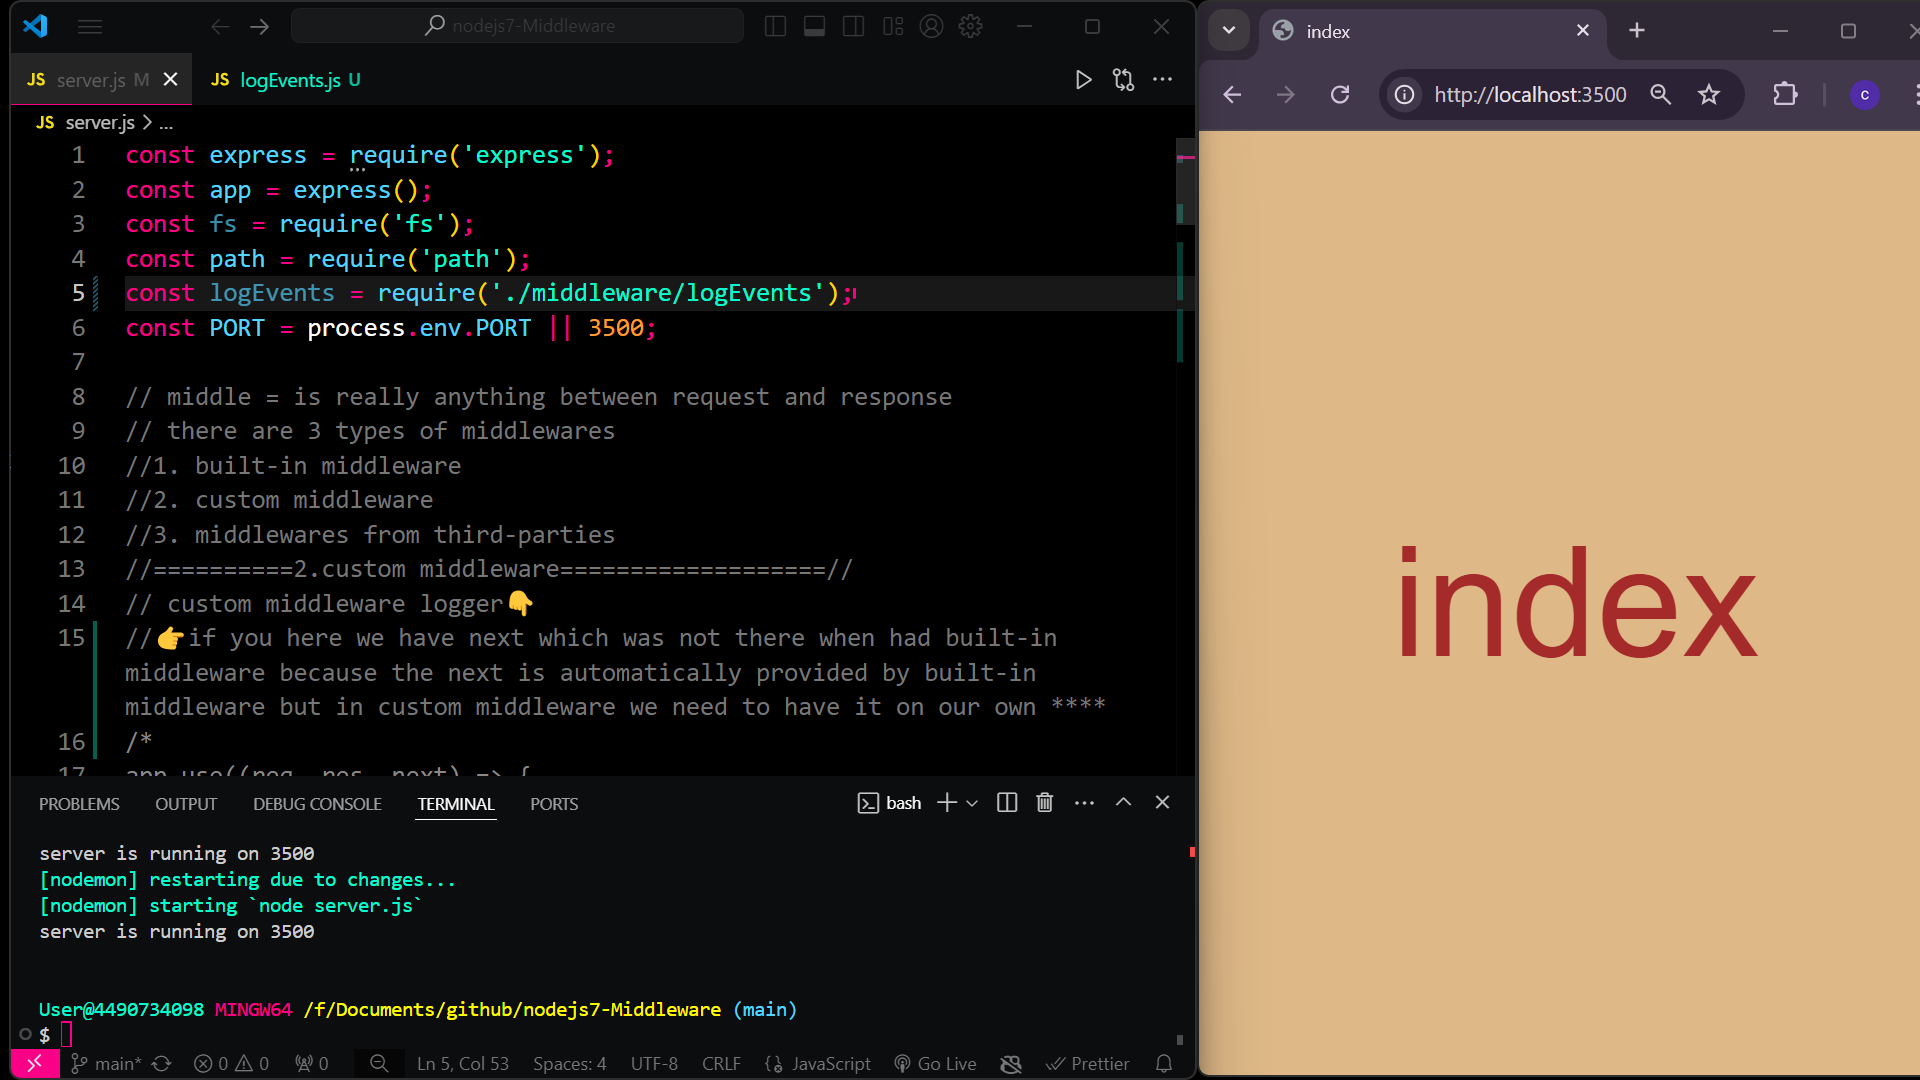 nodejs7-Middleware
JS server.js M
JS logEvents.js U
JS server.js > ...
1 const express = require('express');
2 const app = express();
3 const fs = require('fs');
4 const path = require('path');
5 const logEvents = require('./middleware/logEvents');
6 const PORT = process.env.PORT || 3500;
7
8 // middle = is really anything between request and response
9 // there are 3 types of middlewares
10 //1. built-in middleware
11 //2. custom middleware
12 //3. middlewares from third-parties
13 //==========2.custom middleware===================//
14 // custom middleware logger👇
15 //👉if you here we have next which was not there when had built-in
middleware because the next is automatically provided by built-in
middleware but in custom middleware we need to have it on our own ****
16 /*
17 app.use((req, res, next) => {
PROBLEMS OUTPUT DEBUG CONSOLE TERMINAL PORTS
bash
server is running on 3500
[nodemon] restarting due to changes...
[nodemon] starting `node server.js`
server is running on 3500
User@4490734098 MINGW64 /f/Documents/github/nodejs7-Middleware (main)
$
main* 0 0 0 Ln 5, Col 53 Spaces: 4 UTF-8 CRLF JavaScript Go Live Prettier
index
http://localhost:3500
c
index